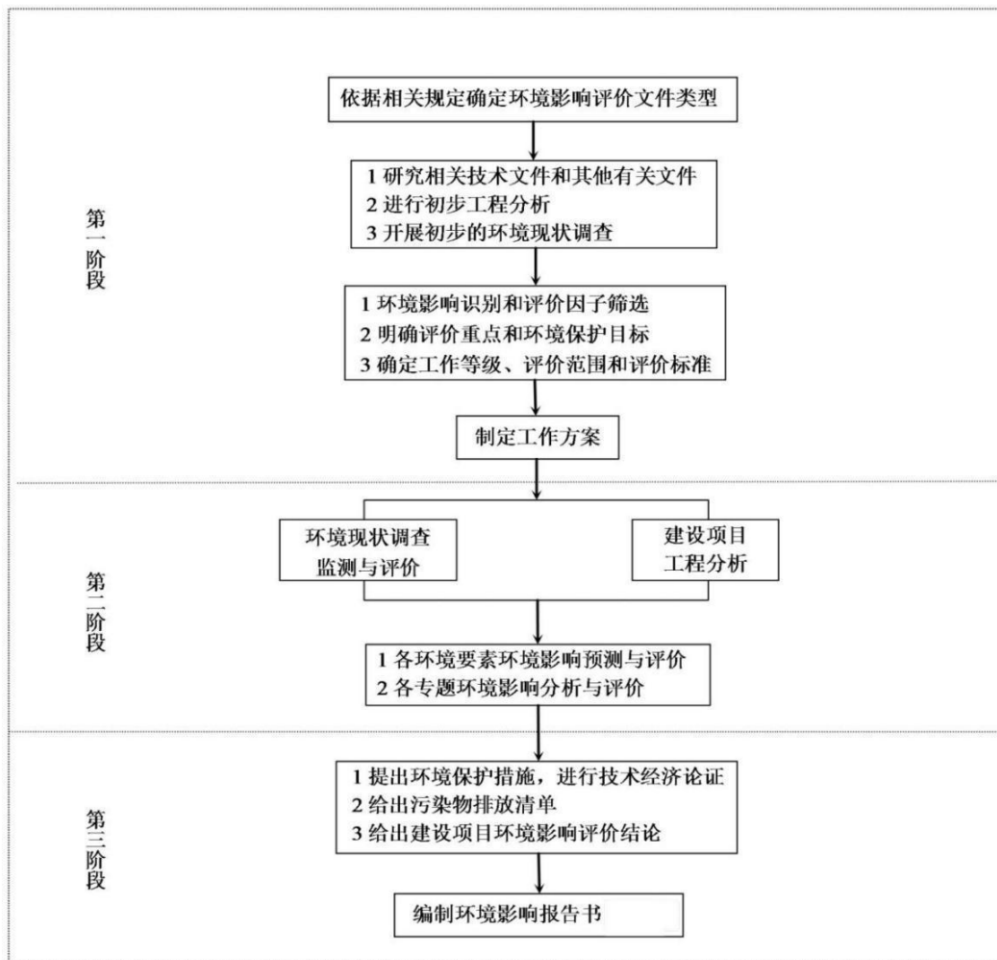 依据相关规定确定环境影响评价文件类型
1 研究相关技术文件和其他有关文件
2 进行初步工程分析
3 开展初步的环境现状调查
第一阶段
1 环境影响识别和评价因子筛选
2 明确评价重点和环境保护目标
3 确定工作等级、评价范围和评价标准
制定工作方案
第二阶段
环境现状调查
监测与评价
建设项目
工程分析
1 各环境要素环境影响预测与评价
2 各专题环境影响分析与评价
第三阶段
1 提出环境保护措施，进行技术经济论证
2 给出污染物排放清单
3 给出建设项目环境影响评价结论
编制环境影响报告书